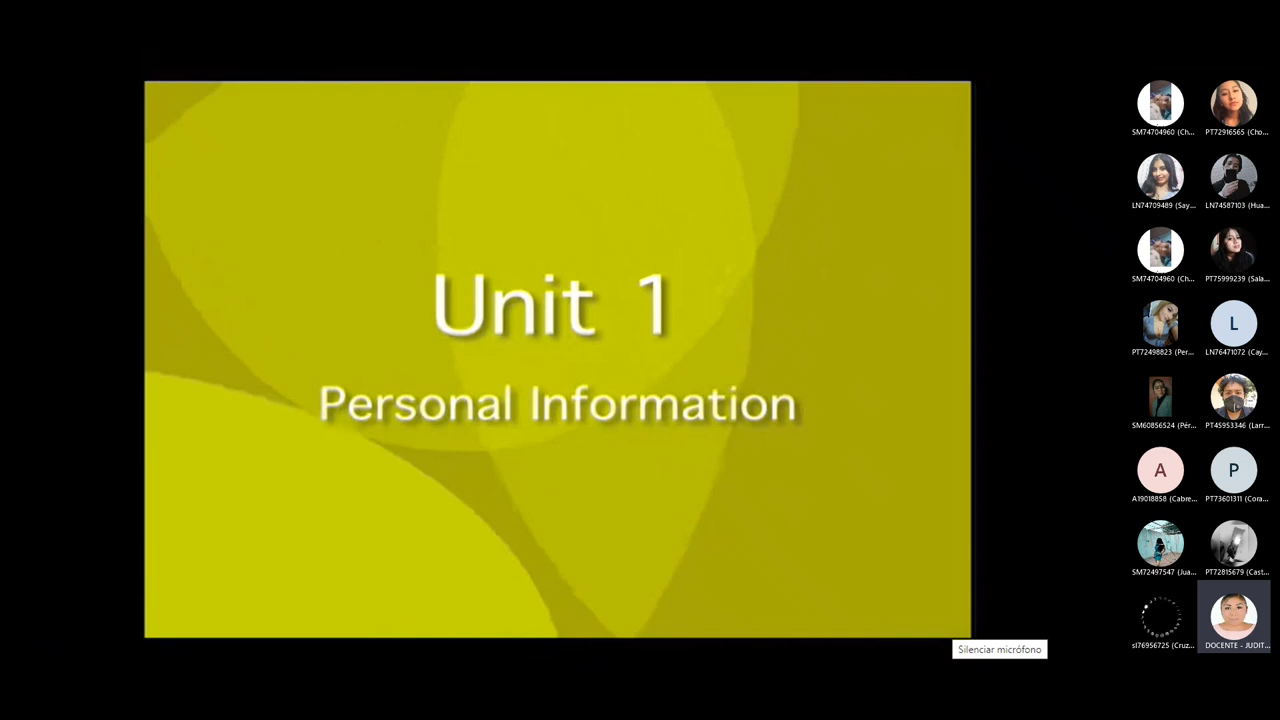 Unit 1
Personal Information
Silenciar micrófono
SM74704960 (Ch...
PT72916565 (Cho...
LN74709489 (Say...
LN74587103 (Hua...
SM74704960 (Ch...
PT75999239 (Sala...
PT72498823 (Per...
L
LN76471072 (Cay...
SM60856524 (Pér...
PT45953346 (Larr...
A
A19018858 (Cabre...
P
PT73601311 (Cora...
SM72497547 (Jua...
PT72815679 (Cast...
sl76956725 (Cruz...
DOCENTE - JUDIT...